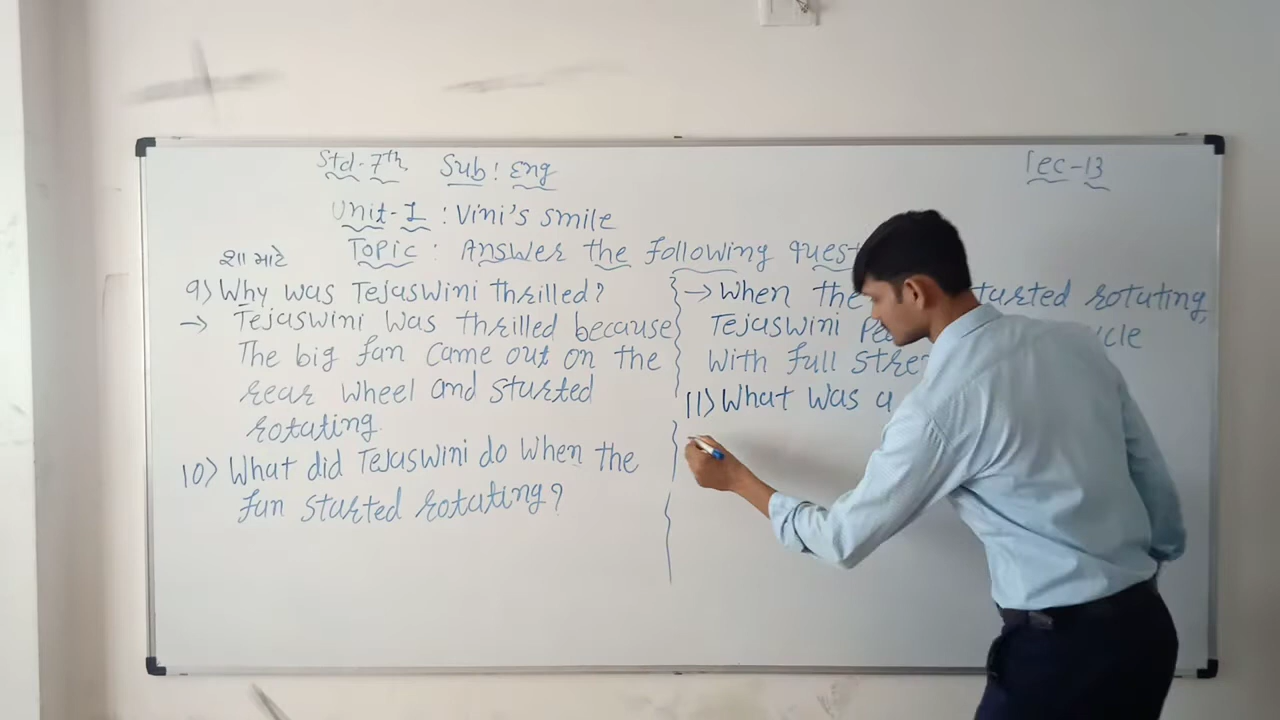 Std-7th. Sub: Eng
Lec-13
Unit-1 : Vini's smile
Topic : Answer the following
શા માટે
9) Why was Tejaswini thrilled?
→ Tejaswini was thrilled because
The big fan came out on the
rear wheel and started
rotating.
10) What did Tejaswini do when the
fan started rotating?
→ When the started rotating,
Tejaswini
with full
11) What was a